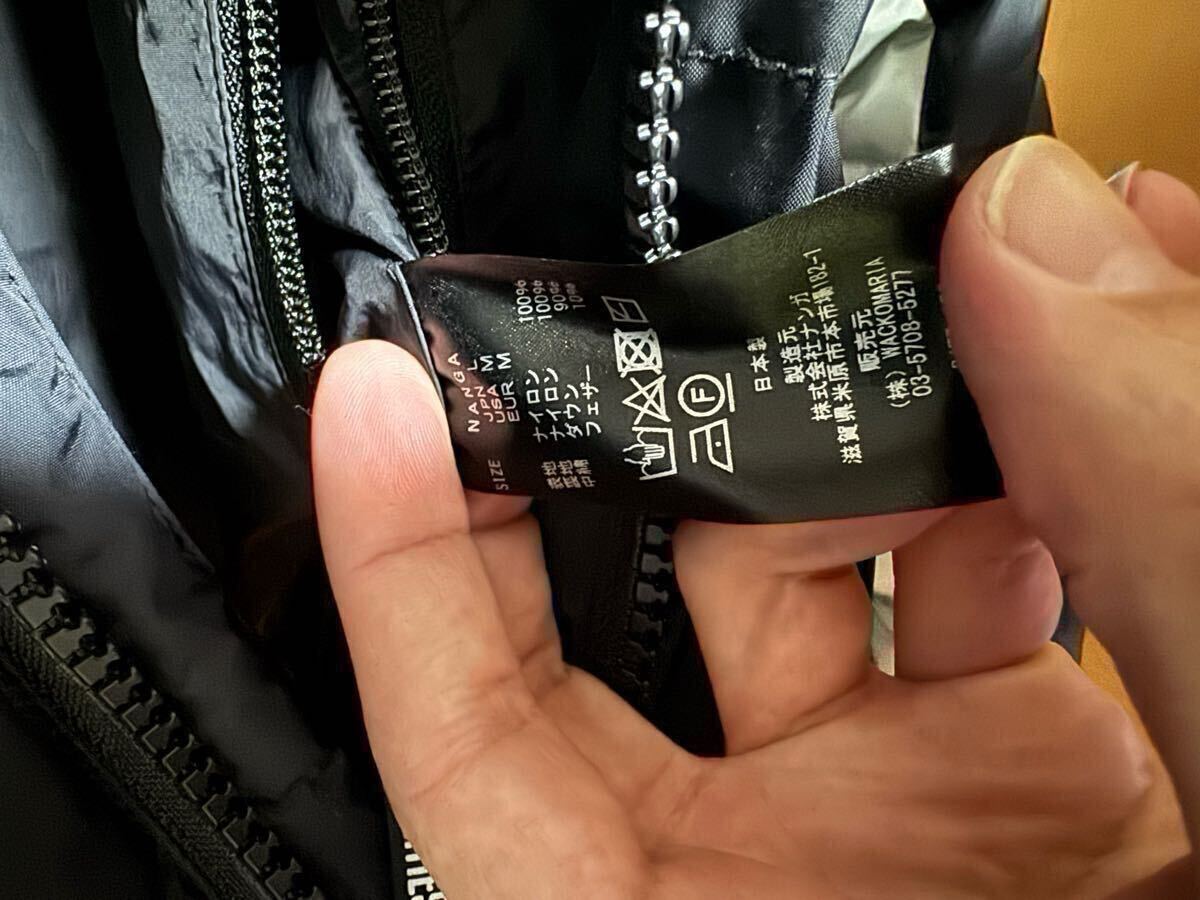 NANGA
SIZE JPN L
USA M
EUR M
表地 ナイロン 100%
裏地 ナイロン 100%
中綿 ダウン 90%
フェザー 10%
F
日本製
製造元
株式会社ナンガ
滋賀県米原市本市場182-1
販売元
(株) WACKOMARIA
03-5708-5277